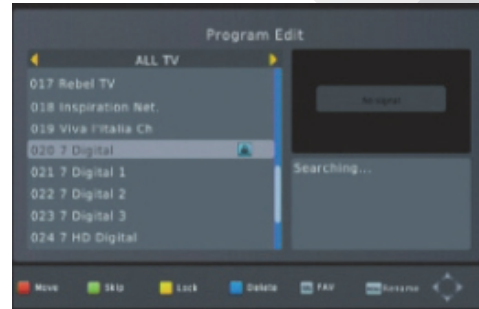 Program Edit
ALL TV
017 Rebel TV
018 Inspiration Net.
019 Viva l'Italia Ch
020 7 Digital
021 7 Digital 1
022 7 Digital 2
023 7 Digital 3
024 7 HD Digital
No signal
Searching...
Move Skip Lock Delete FAV Rename